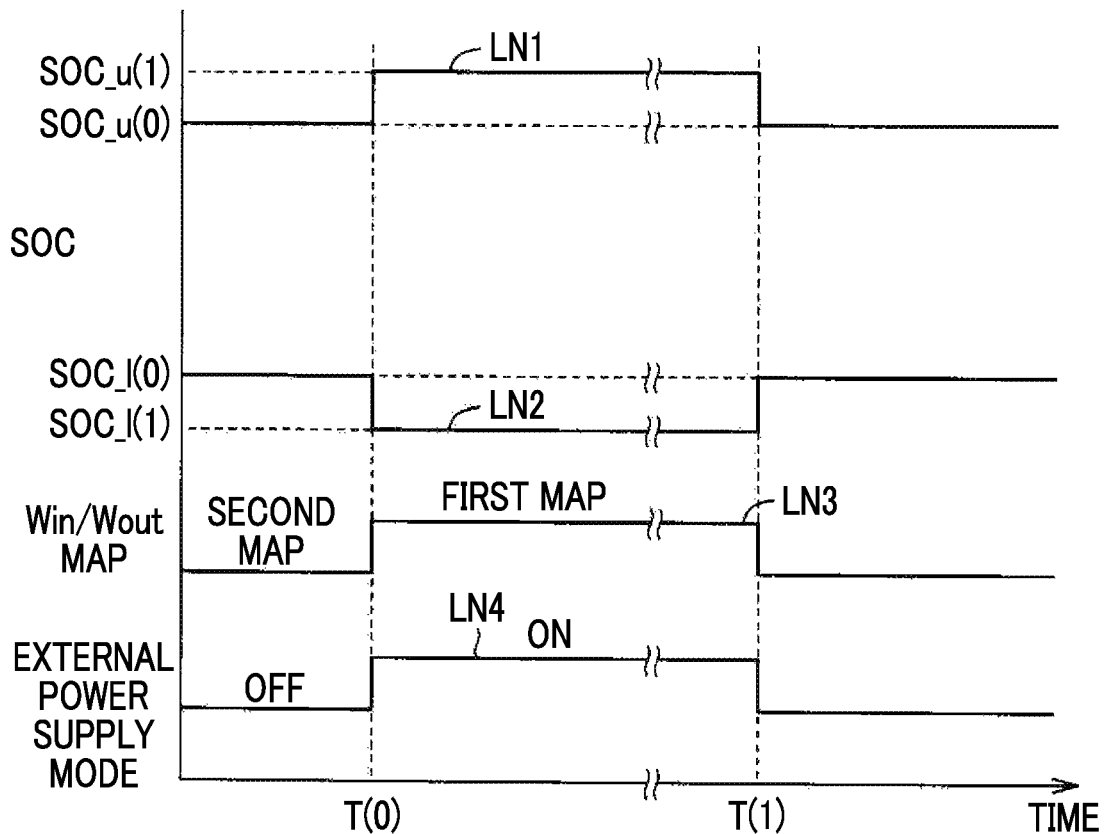 LN1
SOC_u(1)
SOC_u(0)
SOC
SOC_l(0)
SOC_l(1)
LN2
FIRST MAP
LN3
Win/Wout
MAP
SECOND
MAP
LN4
ON
EXTERNAL
POWER
SUPPLY
MODE
OFF
T(0)
T(1)
TIME